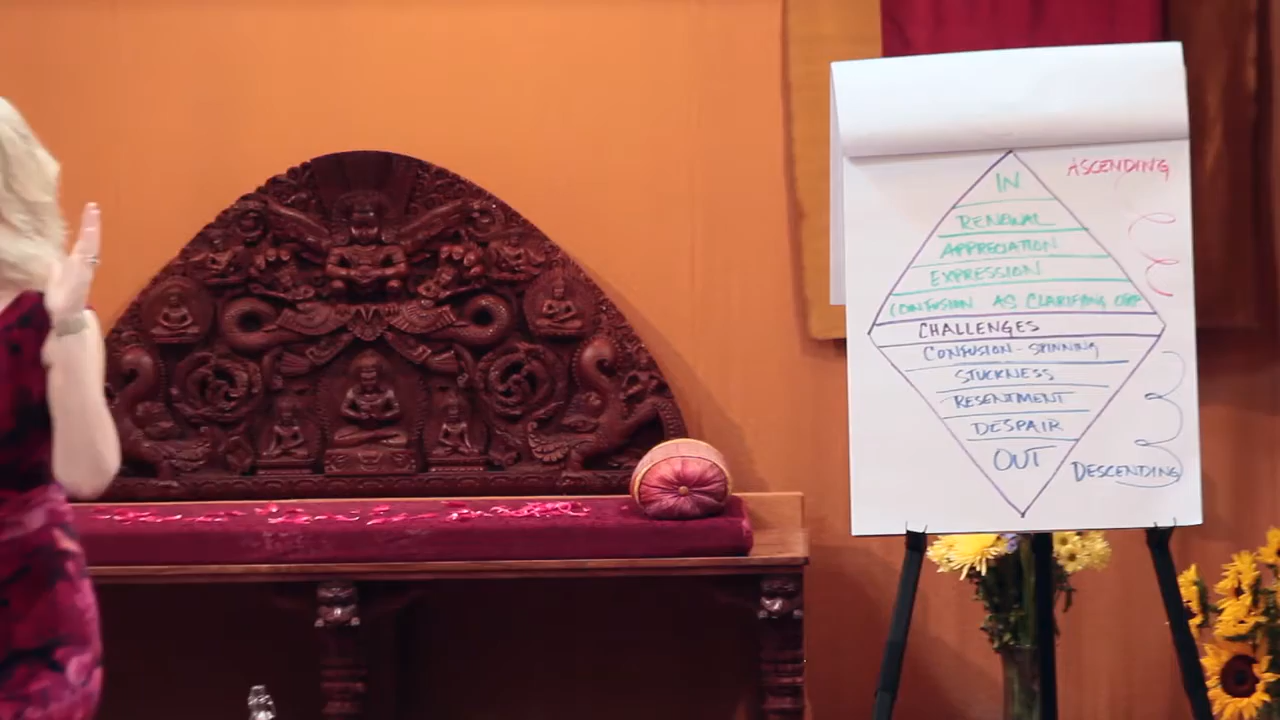 IN
ASCENDING
RENEWAL
APPRECIATION
EXPRESSION
CONFUSION AS CLARIFYING OPP
CHALLENGES
CONFUSION - SPINNING
STUCKNESS
RESENTMENT
DESPAIR
OUT
DESCENDING